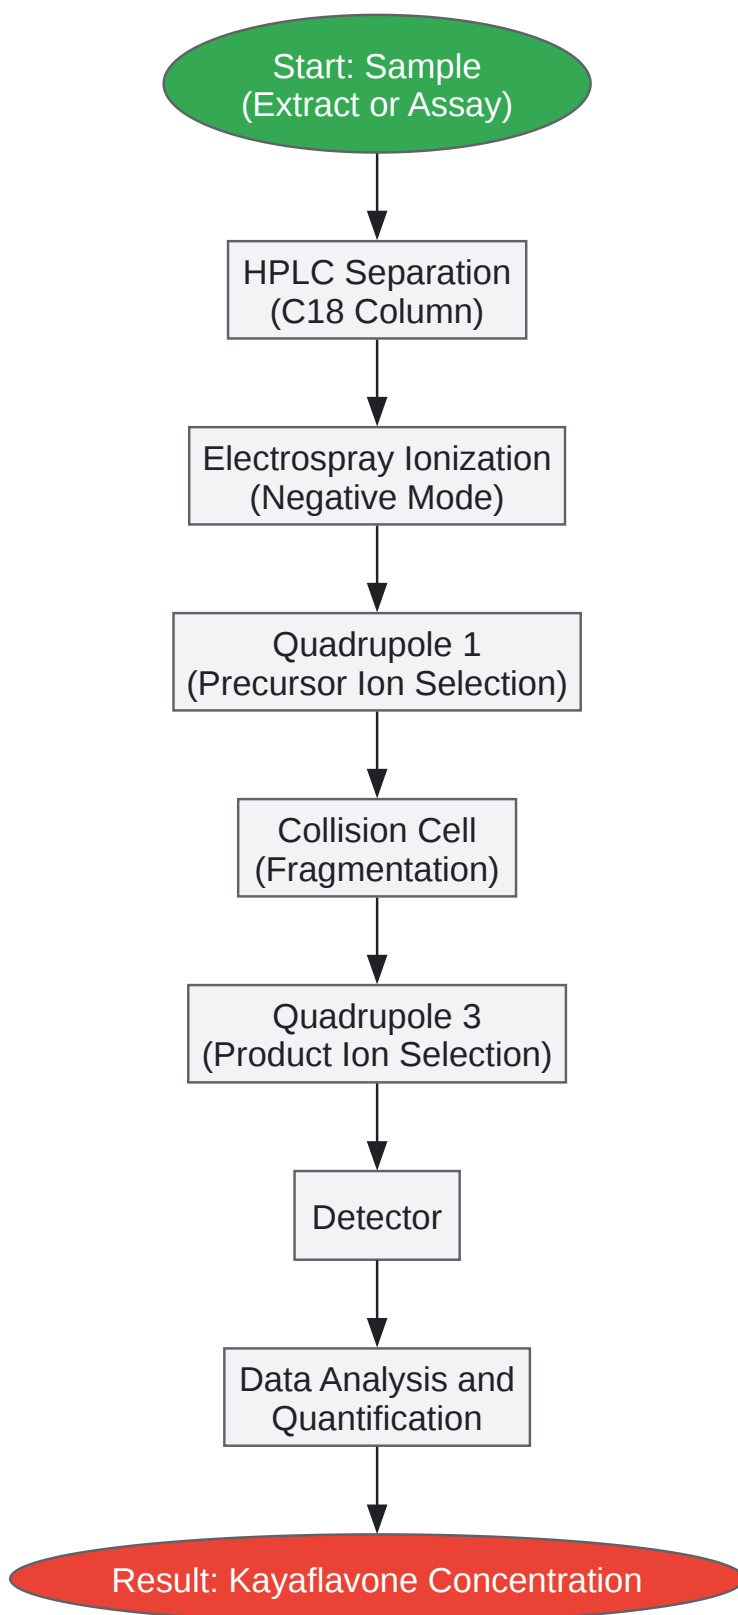 Start: Sample
(Extract or Assay)
HPLC Separation
(C18 Column)
Electrospray Ionization
(Negative Mode)
Quadrupole 1
(Precursor Ion Selection)
Collision Cell
(Fragmentation)
Quadrupole 3
(Product Ion Selection)
Detector
Data Analysis and
Quantification
Result: Kayaflavone Concentration